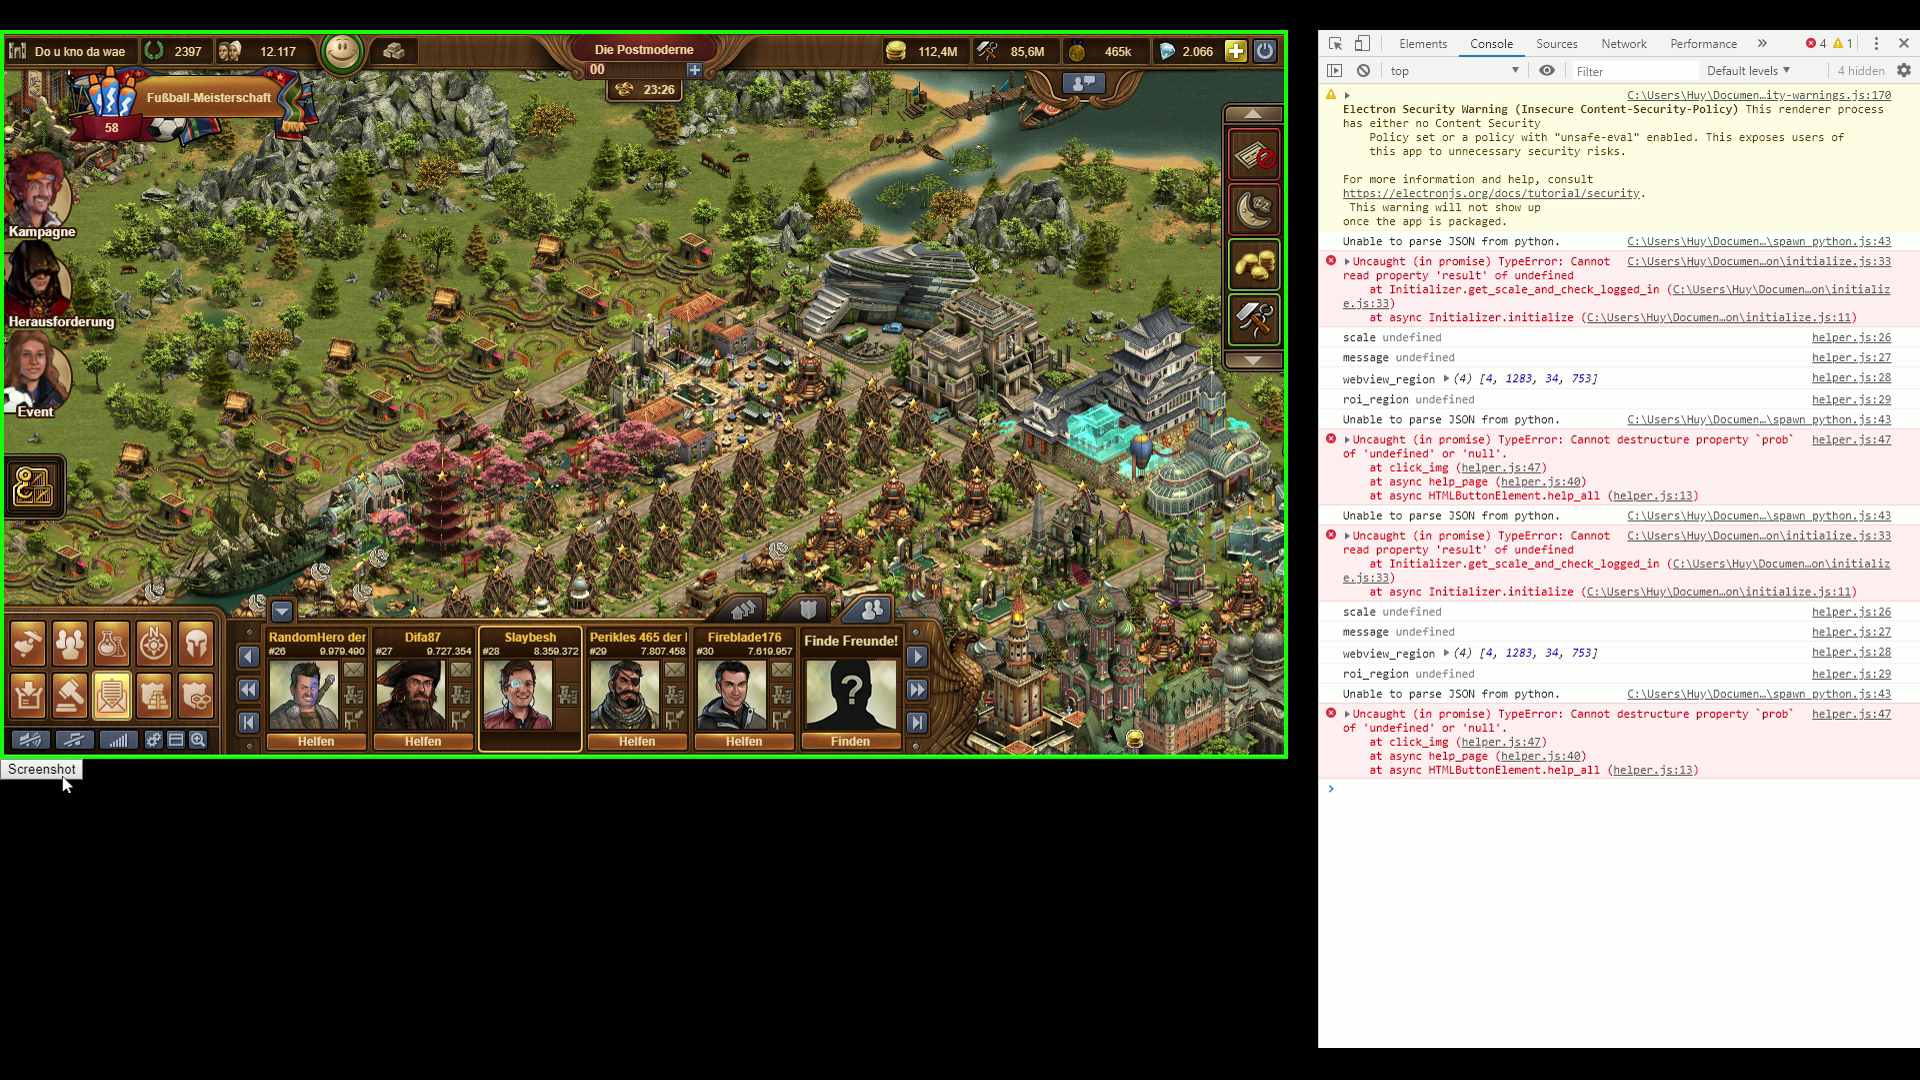 Do u kno da wae
2397
12.117
Die Postmoderne
00
23:26
112,4M
85,6M
465k
2.066
Fußball-Meisterschaft
58
Kampagne
Herausforderung
Event
RandomHero der
#26 9.979.490
Helfen
Difa87
#27 9.727.354
Helfen
Slaybesh
#28 8.359.372
Perikles 465 der
#29 7.807.458
Helfen
Fireblade176
#30 7.619.957
Helfen
Finde Freunde!
?
Finden
Screenshot
Elements Console Sources Network Performance » 4 1
top Filter Default levels 4 hidden
C:\Users\Huy\Documen…ity-warnings.js:170
Electron Security Warning (Insecure Content-Security-Policy) This renderer process
has either no Content Security
Policy set or a policy with "unsafe-eval" enabled. This exposes users of
this app to unnecessary security risks.
For more information and help, consult
https://electronjs.org/docs/tutorial/security.
This warning will not show up
once the app is packaged.
Unable to parse JSON from python. C:\Users\Huy\Documen…\spawn_python.js:43
Uncaught (in promise) TypeError: Cannot C:\Users\Huy\Documen…on\initialize.js:33
read property 'result' of undefined
at Initializer.get_scale_and_check_logged_in (C:\Users\Huy\Documen…on\initializ
e.js:33)
at async Initializer.initialize (C:\Users\Huy\Documen…on\initialize.js:11)
scale undefined helper.js:26
message undefined helper.js:27
webview_region (4) [4, 1283, 34, 753] helper.js:28
roi_region undefined helper.js:29
Unable to parse JSON from python. C:\Users\Huy\Documen…\spawn_python.js:43
Uncaught (in promise) TypeError: Cannot destructure property `prob` helper.js:47
of 'undefined' or 'null'.
at click_img (helper.js:47)
at async help_page (helper.js:40)
at async HTMLButtonElement.help_all (helper.js:13)
Unable to parse JSON from python. C:\Users\Huy\Documen…\spawn_python.js:43
Uncaught (in promise) TypeError: Cannot C:\Users\Huy\Documen…on\initialize.js:33
read property 'result' of undefined
at Initializer.get_scale_and_check_logged_in (C:\Users\Huy\Documen…on\initializ
e.js:33)
at async Initializer.initialize (C:\Users\Huy\Documen…on\initialize.js:11)
scale undefined helper.js:26
message undefined helper.js:27
webview_region (4) [4, 1283, 34, 753] helper.js:28
roi_region undefined helper.js:29
Unable to parse JSON from python. C:\Users\Huy\Documen…\spawn_python.js:43
Uncaught (in promise) TypeError: Cannot destructure property `prob` helper.js:47
of 'undefined' or 'null'.
at click_img (helper.js:47)
at async help_page (helper.js:40)
at async HTMLButtonElement.help_all (helper.js:13)